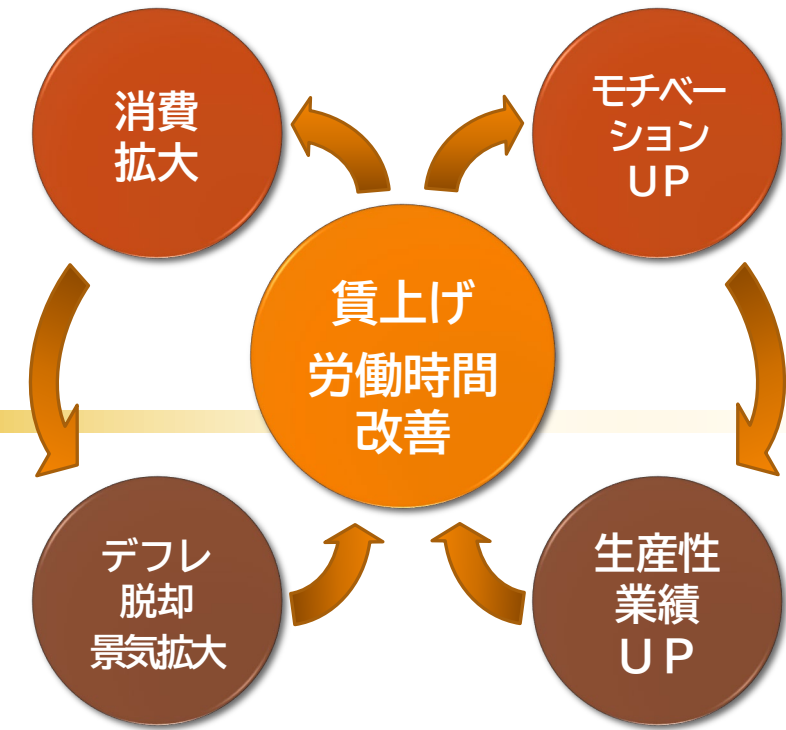 消費
拡大
モチベー
ション
ＵＰ
賃上げ
労働時間
改善
デフレ
脱却
景気拡大
生産性
業績
ＵＰ